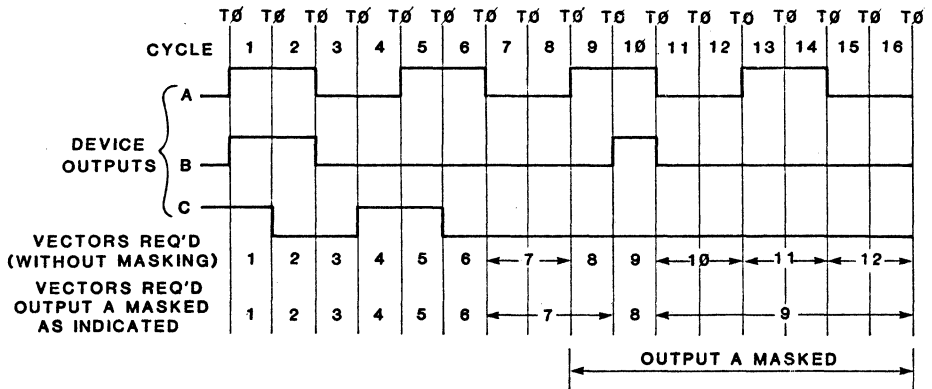 TØ TØ TØ TØ TØ TØ TØ TØ TØ TØ TØ TØ TØ TØ TØ TØ TØ
CYCLE 1 2 3 4 5 6 7 8 9 1Ø 11 12 13 14 15 16
A
DEVICE
OUTPUTS
B
C
VECTORS REQ'D
(WITHOUT MASKING) 1 2 3 4 5 6 7 8 9 1Ø 11 12
VECTORS REQ'D
OUTPUT A MASKED
AS INDICATED 1 2 3 4 5 6 7 8 9
OUTPUT A MASKED